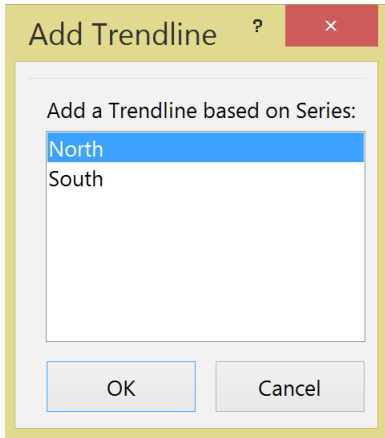 Add Trendline ? ×
Add a Trendline based on Series:
North
South
OK Cancel